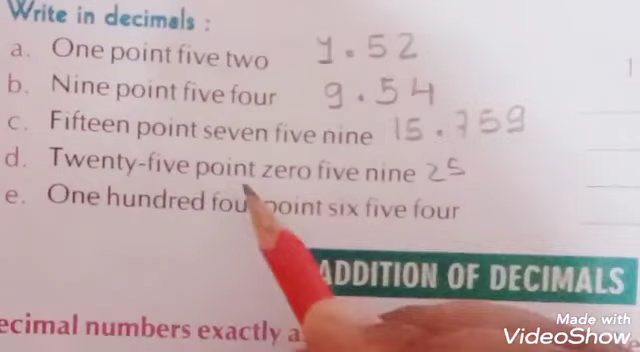 Write in decimals :
a. One point five two 1.52
1
b. Nine point five four 9.54
c. Fifteen point seven five nine 15.759
d. Twenty-five point zero five nine 25
e. One hundred fou point six five four
ADDITION OF DECIMALS
ecimal numbers exactly a
Made with
VideoShow